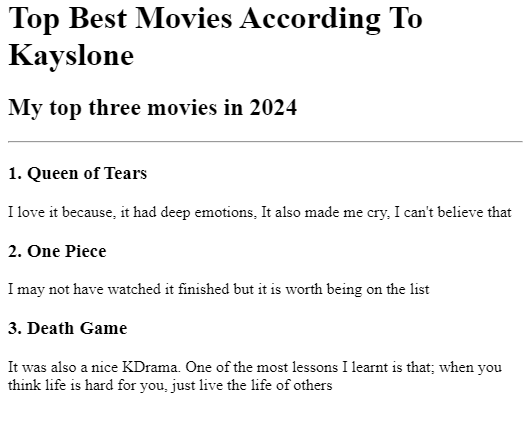 Top Best Movies According To
Kayslone
My top three movies in 2024
1. Queen of Tears
I love it because, it had deep emotions, It also made me cry, I can't believe that
2. One Piece
I may not have watched it finished but it is worth being on the list
3. Death Game
It was also a nice KDrama. One of the most lessons I learnt is that; when you
think life is hard for you, just live the life of others